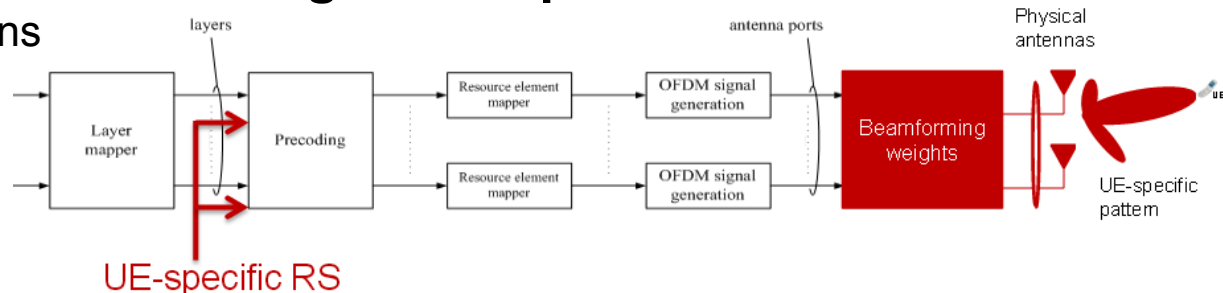 ns
layers
antenna ports
Physical
antennas
Layer
mapper
Precoding
Resource element
mapper
OFDM signal
generation
Beamforming
weights
UE
Resource element
mapper
OFDM signal
generation
UE-specific
pattern
UE-specific RS